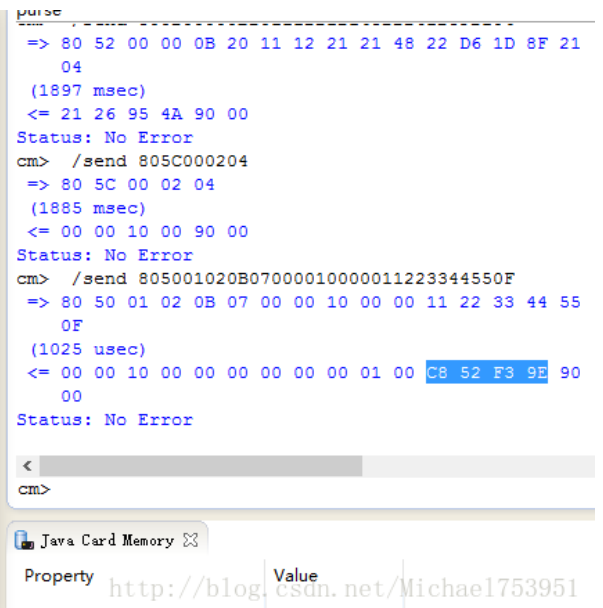 purse
=> 80 52 00 00 0B 20 11 12 21 21 48 22 D6 1D 8F 21
04
(1897 msec)
<= 21 26 95 4A 90 00
Status: No Error
cm> /send 805C000204
=> 80 5C 00 02 04
(1885 msec)
<= 00 00 10 00 90 00
Status: No Error
cm> /send 805001020B07000010000011223344550F
=> 80 50 01 02 0B 07 00 00 10 00 00 11 22 33 44 55
0F
(1025 usec)
<= 00 00 10 00 00 00 00 00 00 01 00 C8 52 F3 9E 90
00
Status: No Error
cm>
Java Card Memory
Property Value
http://blog.csdn.net/Michael753951